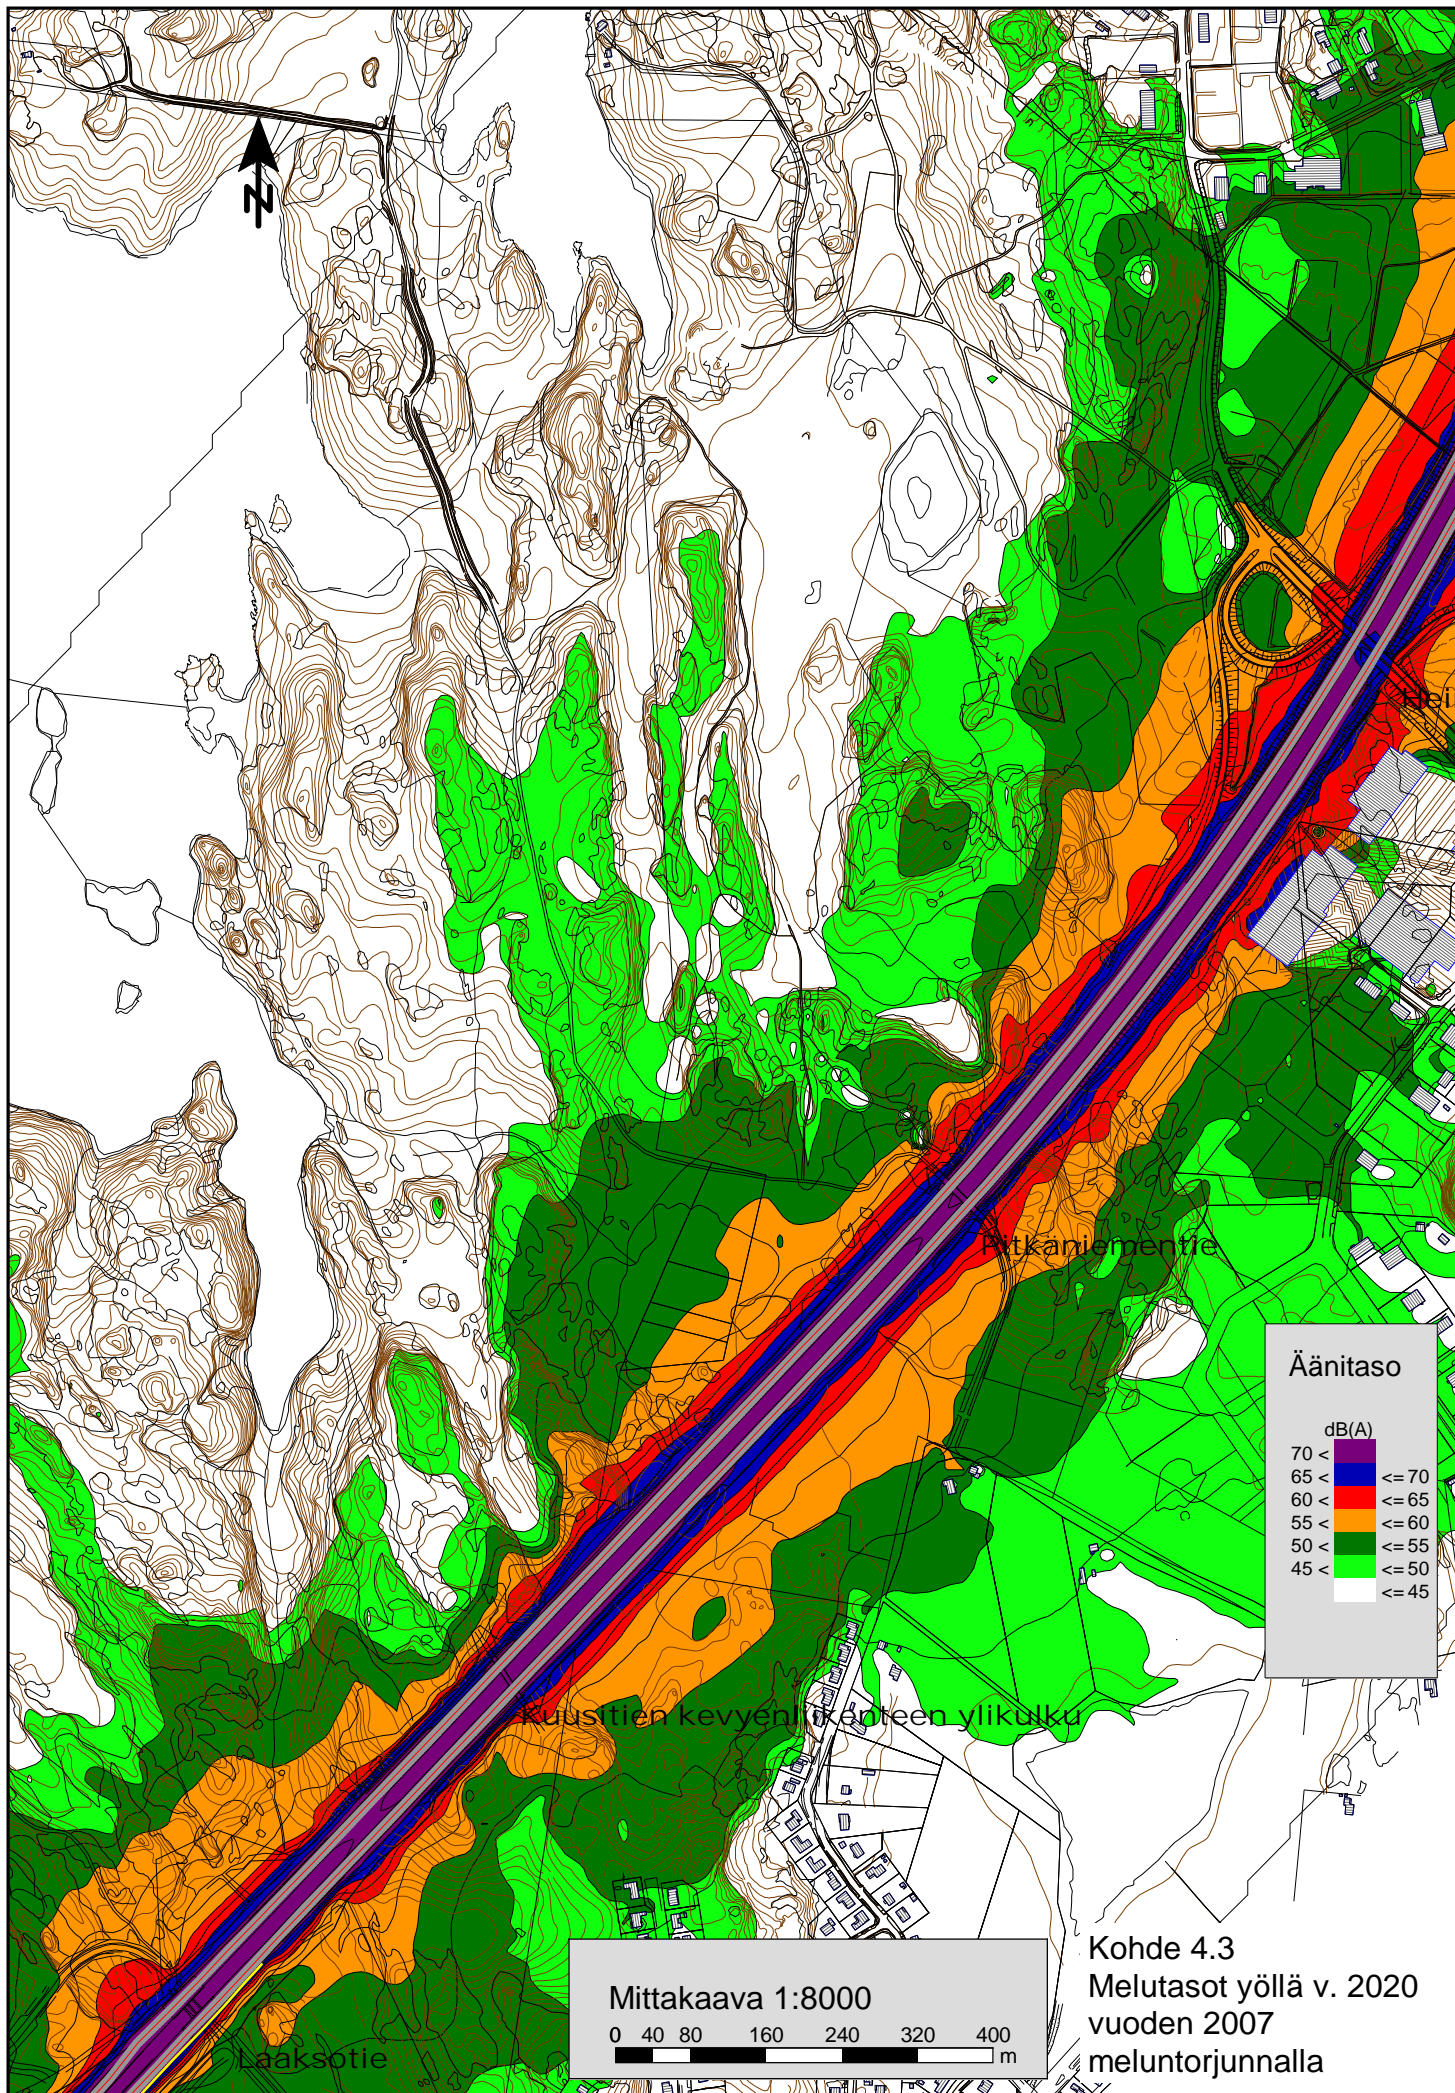 N
Hei
Pitkäniementie
Äänitaso
dB(A)
70 <
65 < <= 70
60 < <= 65
55 < <= 60
50 < <= 55
45 < <= 50
<= 45
Kuusitien kevyenliikenteen ylikulku
Laaksotie
Mittakaava 1:8000
0 40 80 160 240 320 400
m
Kohde 4.3
Melutasot yöllä v. 2020
vuoden 2007
meluntorjunnalla